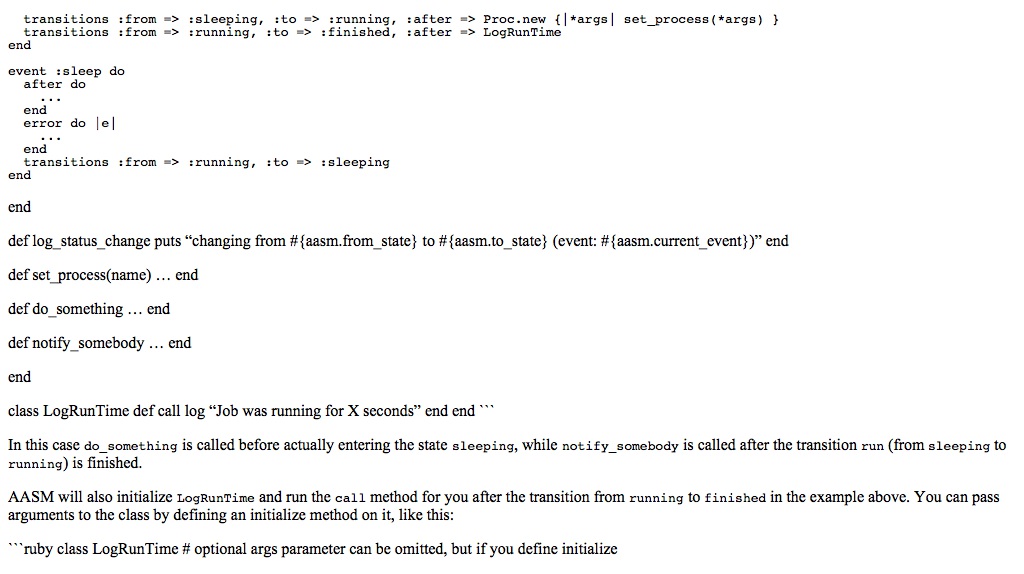 transitions :from => :sleeping, :to => :running, :after => Proc.new {|*args| set_process(*args) }
transitions :from => :running, :to => :finished, :after => LogRunTime
end
event :sleep do
after do
...
end
error do |e|
...
end
transitions :from => :running, :to => :sleeping
end
end
def log_status_change puts “changing from #{aasm.from_state} to #{aasm.to_state} (event: #{aasm.current_event})” end
def set_process(name) … end
def do_something … end
def notify_somebody … end
end
class LogRunTime def call log “Job was running for X seconds” end end ```
In this case do_something is called before actually entering the state sleeping, while notify_somebody is called after the transition run (from sleeping to
running) is finished.
AASM will also initialize LogRunTime and run the call method for you after the transition from running to finished in the example above. You can pass
arguments to the class by defining an initialize method on it, like this:
```ruby class LogRunTime # optional args parameter can be omitted, but if you define initialize